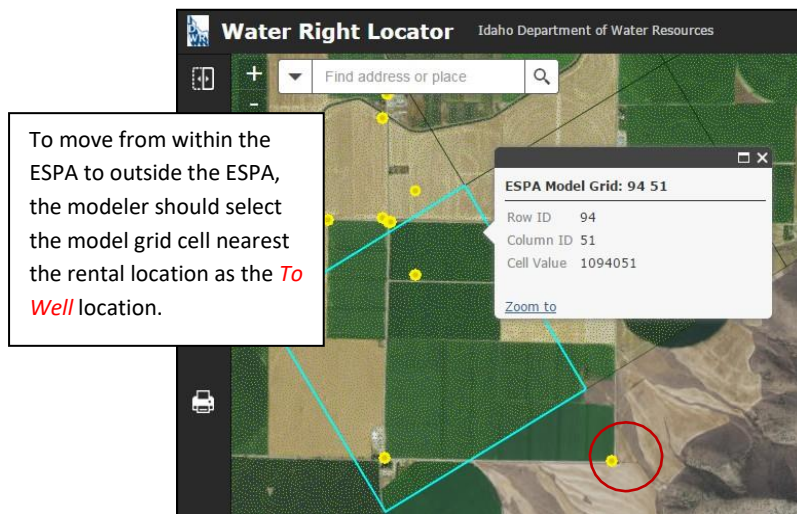 Water Right Locator Idaho Department of Water Resources
+
Find address or place
-
To move from within the
ESPA to outside the ESPA,
the modeler should select
the model grid cell nearest
the rental location as the To
Well location.
ESPA Model Grid: 94 51
Row ID 94
Column ID 51
Cell Value 1094051
Zoom to